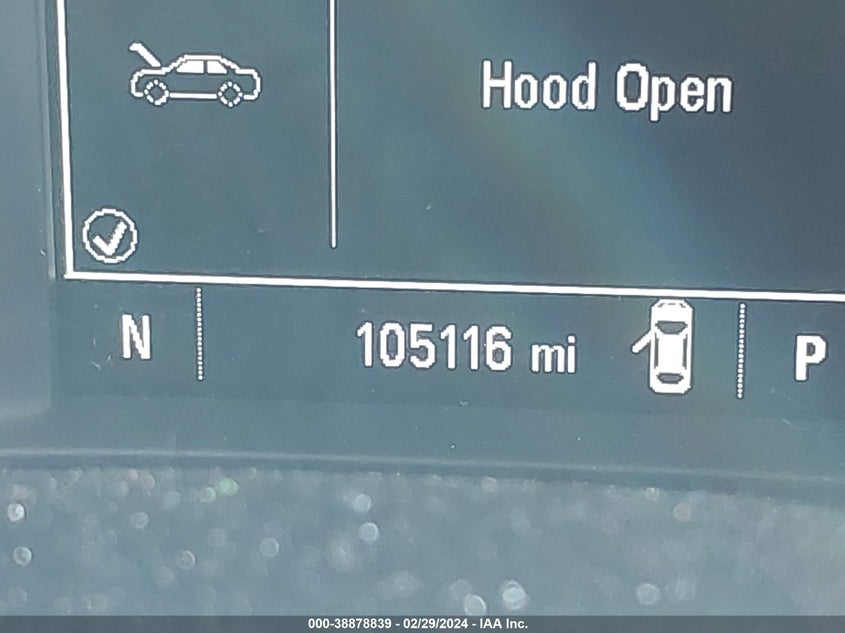 Hood Open
N 105116 mi P
000-38878839 - 02/29/2024 - IAA Inc.